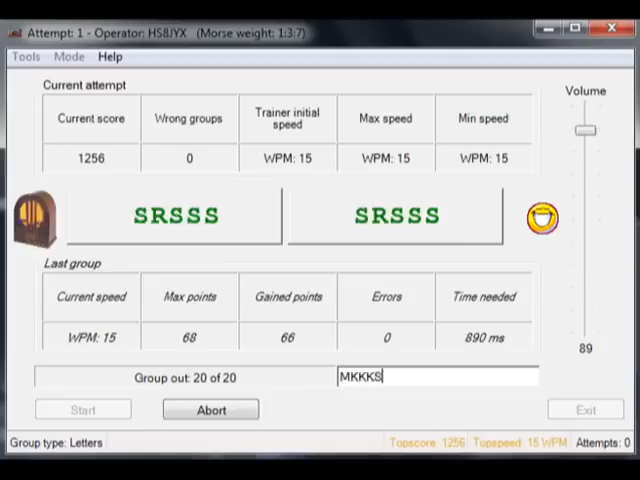 Attempt: 1 - Operator: HS8JYX (Morse weight: 1:3:7)
Tools Mode Help
Current attempt
Current score Wrong groups Trainer initial speed Max speed Min speed
1256 0 WPM: 15 WPM: 15 WPM: 15
Volume
SRSSS SRSSS
Last group
Current speed Max points Gained points Errors Time needed
WPM: 15 68 66 0 890 ms
89
Group out: 20 of 20 MKKKS
Start Abort Exit
Group type: Letters Topscore: 1256 Topspeed: 15 WPM Attempts: 0